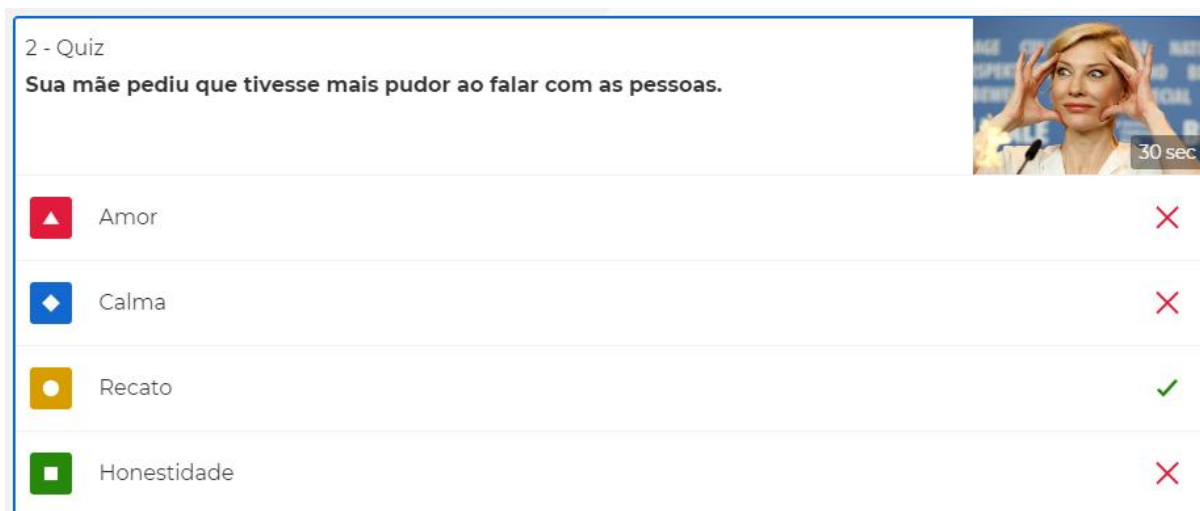 2 - Quiz
Sua mãe pediu que tivesse mais pudor ao falar com as pessoas.
30 sec
Amor
Calma
Recato
Honestidade